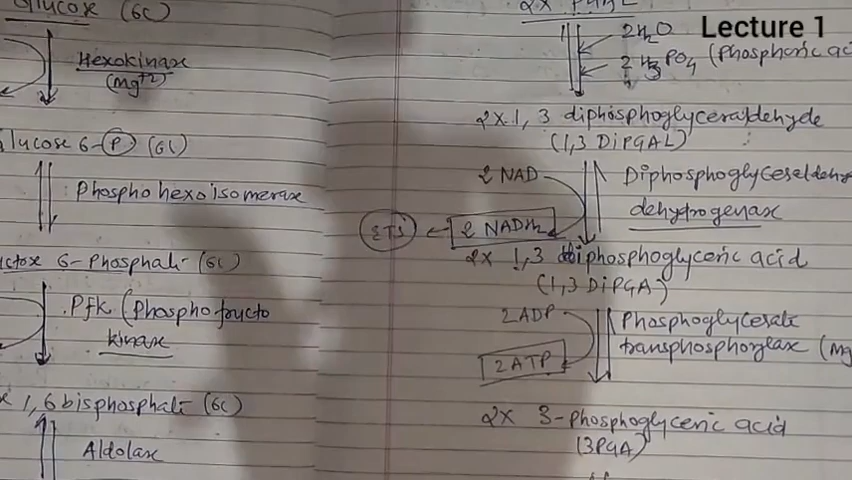 Glucose (6C)
Hexokinase
(Mg+2)
Glucose 6-(P) (6C)
Phosphohexoisomerase
6-Phosphate (6C)
Pfk (Phosphofructo
kinase
1,6 bisphosphate (6C)
Aldolase
Lecture 1
2x PGAL
2H2O
2 H3PO4 (Phosphoric ac
2x 1, 3 diphosphoglyceraldehyde
(1,3 DiPGAL)
2 NAD
Diphosphoglyceraldehy
dehydrogenase
ETS ← 2 NADH2
2x 1,3 diphosphoglyceric acid
(1,3 DiPGA)
2ADP
Phosphoglycerate
transphosphorylase (Mg
2ATP
2x 3-phosphoglyceric acid
(3PGA)